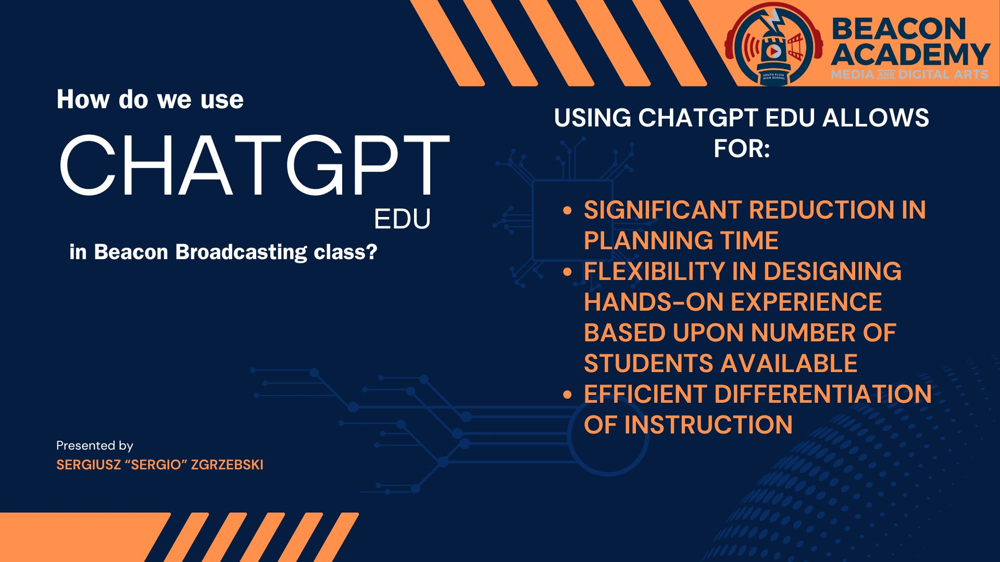 BEACON
ACADEMY
MEDIA AND DIGITAL ARTS
SOUTH ELGIN
HIGH SCHOOL
How do we use
CHATGPT
EDU
in Beacon Broadcasting class?
Presented by
SERGIUSZ “SERGIO” ZGRZEBSKI
USING CHATGPT EDU ALLOWS
FOR:
• SIGNIFICANT REDUCTION IN
PLANNING TIME
• FLEXIBILITY IN DESIGNING
HANDS-ON EXPERIENCE
BASED UPON NUMBER OF
STUDENTS AVAILABLE
• EFFICIENT DIFFERENTIATION
OF INSTRUCTION